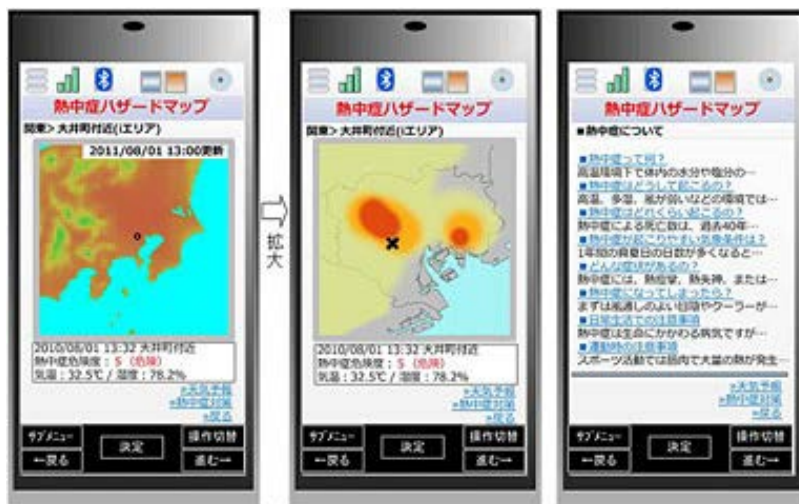 熱中症ハザードマップ
関東>大井町付近(iエリア)
2011/08/01 13:00更新
2010/08/01 13:32 大井町付近
熱中症危険度：5（危険）
気温：32.5℃ / 湿度：78.2%
»天気予報
»熱中症対策
»戻る
サブメニュー
決定
操作切替
←戻る
進む→
拡大
熱中症ハザードマップ
関東>大井町付近(iエリア)
2010/08/01 13:32 大井町付近
熱中症危険度：5（危険）
気温：32.5℃ / 湿度：78.2%
»天気予報
»熱中症対策
»戻る
サブメニュー
決定
操作切替
←戻る
進む→
熱中症ハザードマップ
■熱中症について
■熱中症って何？
高温環境下で体内の水分や塩分の…
■熱中症はどうして起こるの？
高温、多湿、風が弱いなどの環境では…
■熱中症はどれくらい起こるの？
熱中症による死亡数は、過去40年…
■熱中症が起こりやすい気象条件は？
1年間の真夏日の日数が多くなると…
■どんな症状があるの？
熱中症には、熱痙攣、熱失神、または…
■熱中症になってしまったら？
まずは風通しのよい日陰やクーラーが…
■日常生活での注意事項
熱中症は生命にかかわる病気ですが…
■運動時の注意事項
スポーツ活動では筋肉で大量の熱が発生…
»天気予報
»熱中症対策
»戻る
サブメニュー
決定
操作切替
←戻る
進む→